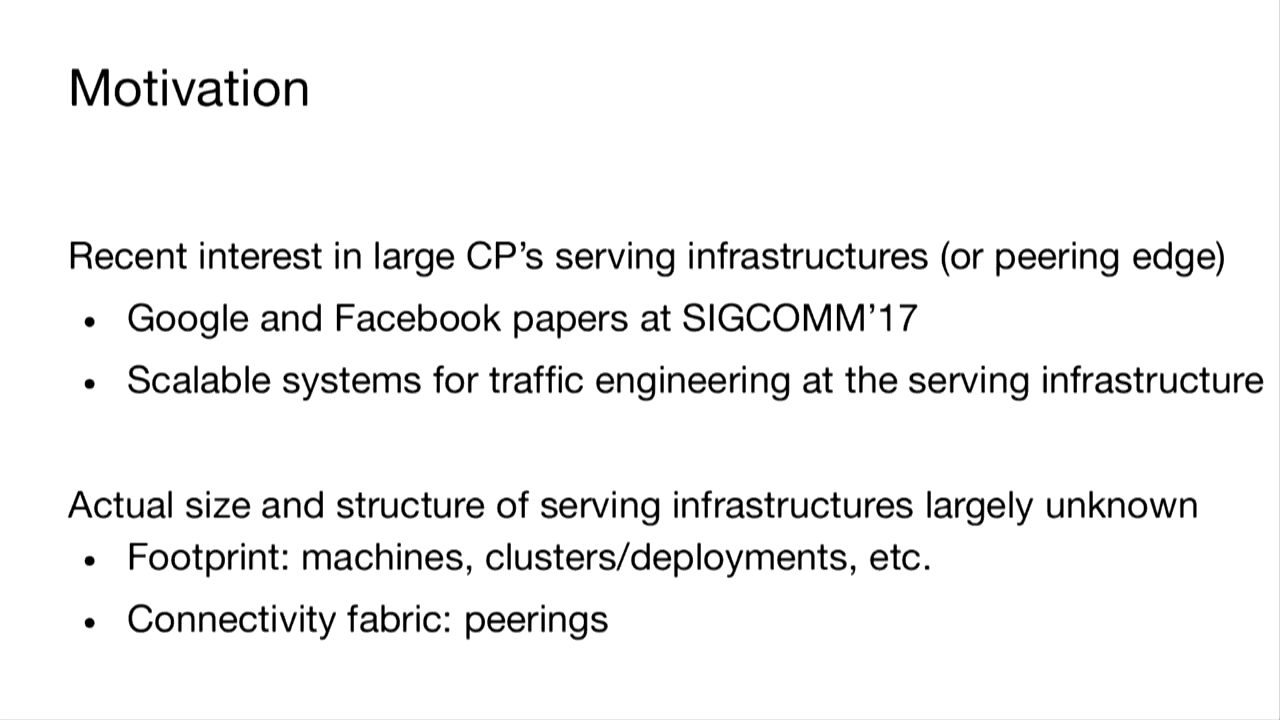 Motivation
Recent interest in large CP’s serving infrastructures (or peering edge)
• Google and Facebook papers at SIGCOMM’17
• Scalable systems for traffic engineering at the serving infrastructure
Actual size and structure of serving infrastructures largely unknown
• Footprint: machines, clusters/deployments, etc.
• Connectivity fabric: peerings